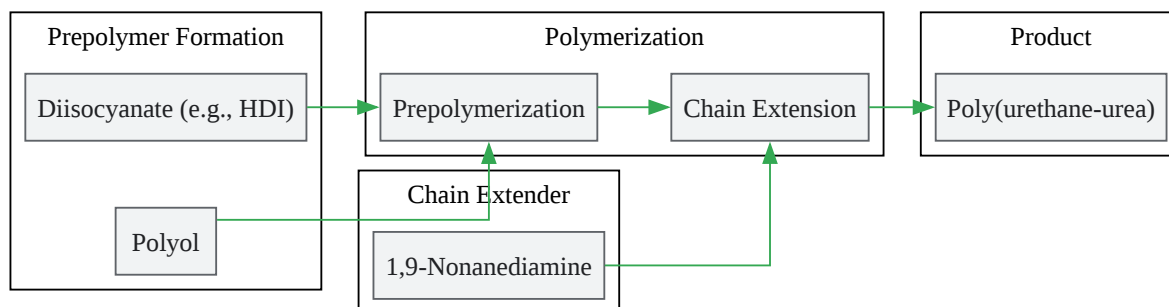 Prepolymer Formation
Polymerization
Product
Diisocyanate (e.g., HDI)
Prepolymerization
Chain Extension
Poly(urethane-urea)
Chain Extender
Polyol
1,9-Nonanediamine